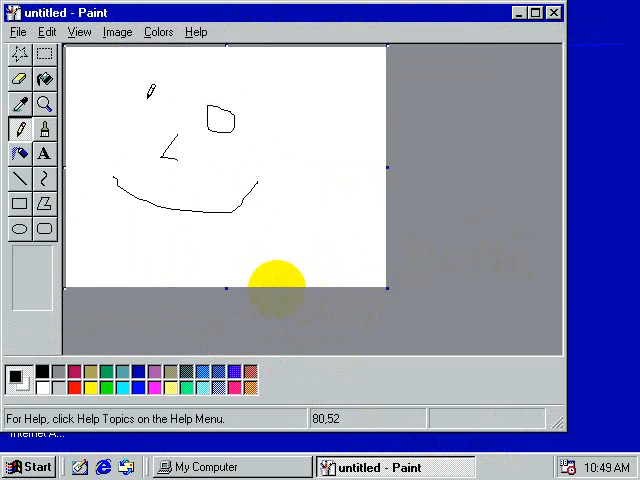 untitled - Paint
File Edit View Image Colors Help
A
For Help, click Help Topics on the Help Menu.
80,52
Internet A...
Start
My Computer
untitled - Paint
10:49 AM